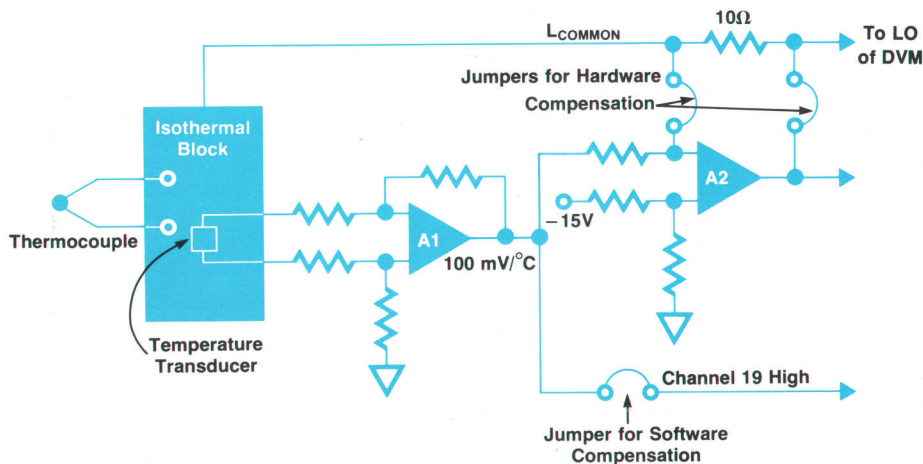 10Ω
L_COMMON
To LO
of DVM
Jumpers for Hardware
Compensation
Isothermal
Block
A2
−15V
Thermocouple
A1
100 mV/°C
Temperature
Transducer
Channel 19 High
Jumper for Software
Compensation